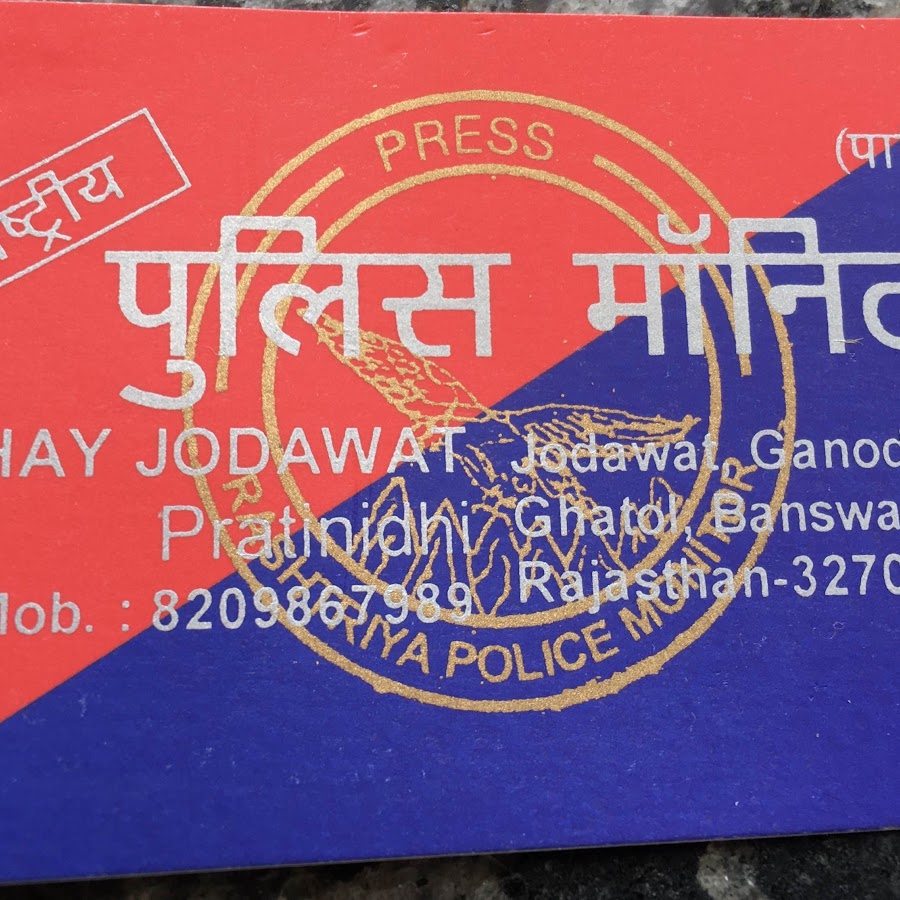 PRESS
ष्ट्रीय
(पा
पुलिस मॉनिट
HAY JODAWAT
Pratinidhi
Mob. : 8209867989
Jodawat, Ganod
Ghatol, Banswa
Rajasthan-3270
RASHTRIYA POLICE MONITOR